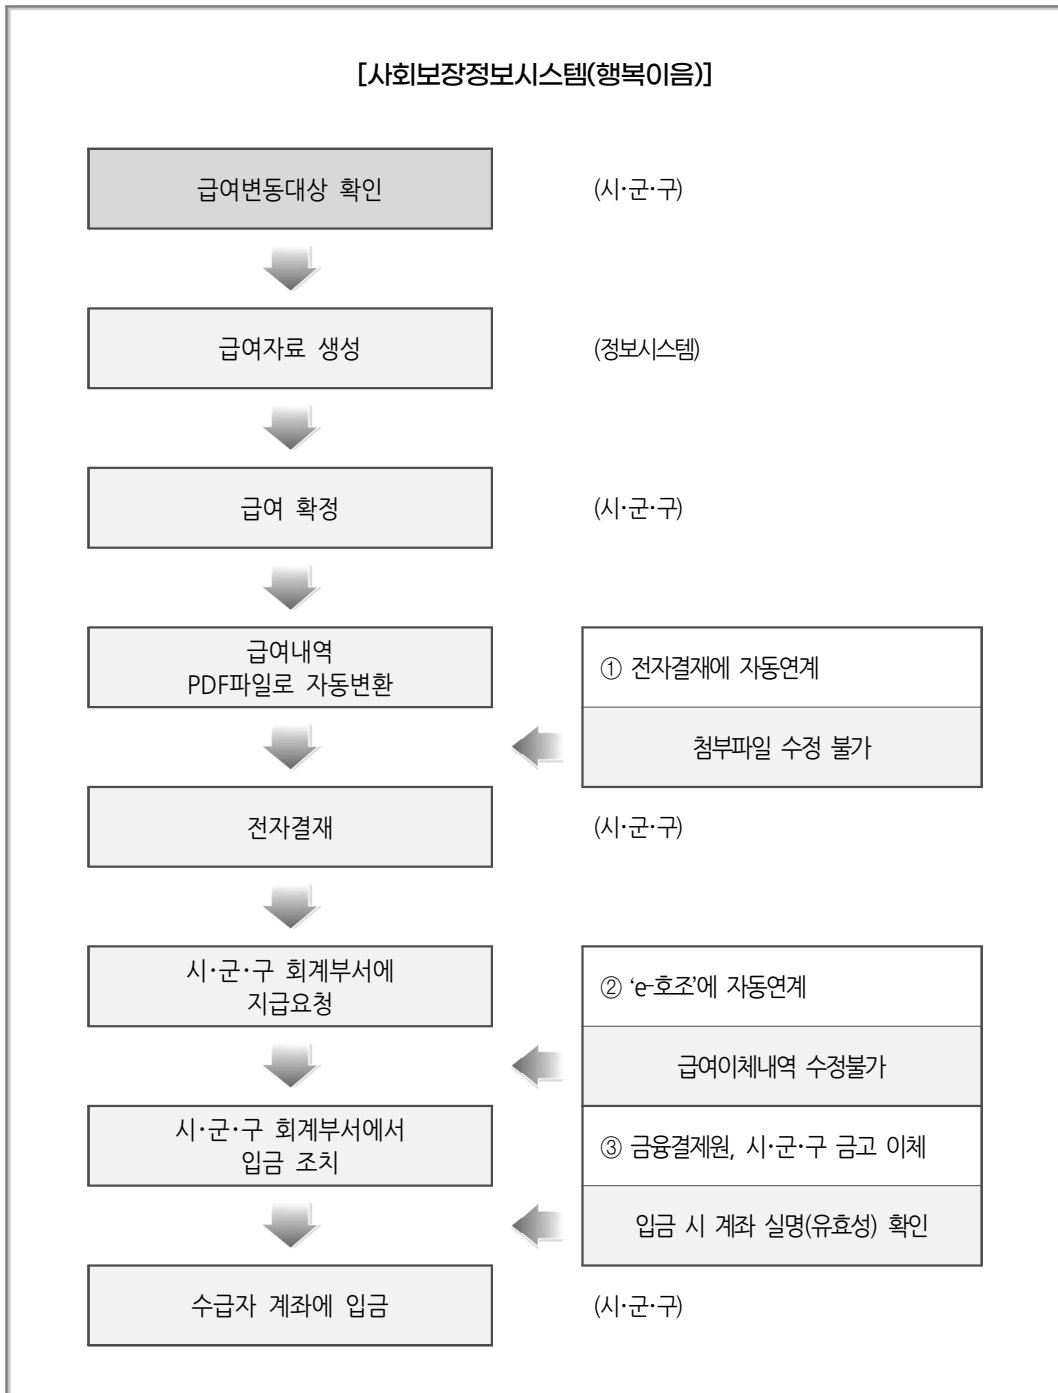 [사회보장정보시스템(행복이음)]
급여변동대상 확인
(시·군·구)
급여자료 생성
(정보시스템)
급여 확정
(시·군·구)
급여내역
PDF파일로 자동변환
① 전자결재에 자동연계
첨부파일 수정 불가
전자결재
(시·군·구)
시·군·구 회계부서에
지급요청
② ‘e-호조’에 자동연계
급여이체내역 수정불가
시·군·구 회계부서에서
입금 조치
③ 금융결제원, 시·군·구 금고 이체
입금 시 계좌 실명(유효성) 확인
수급자 계좌에 입금
(시·군·구)